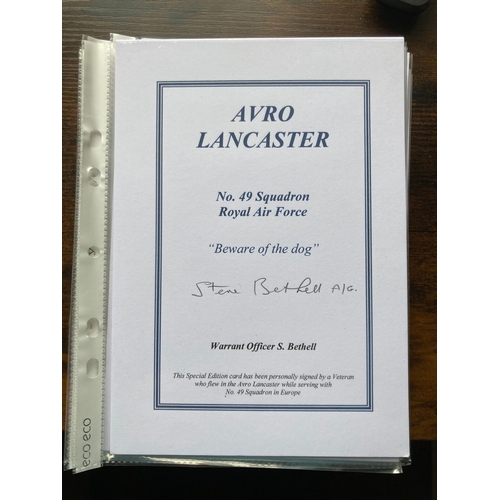 AVRO
LANCASTER
No. 49 Squadron
Royal Air Force
“Beware of the dog”
Steve Bethell A/G.
Warrant Officer S. Bethell
This Special Edition card has been personally signed by a Veteran
who flew in the Avro Lancaster while serving with
No. 49 Squadron in Europe
eco eco